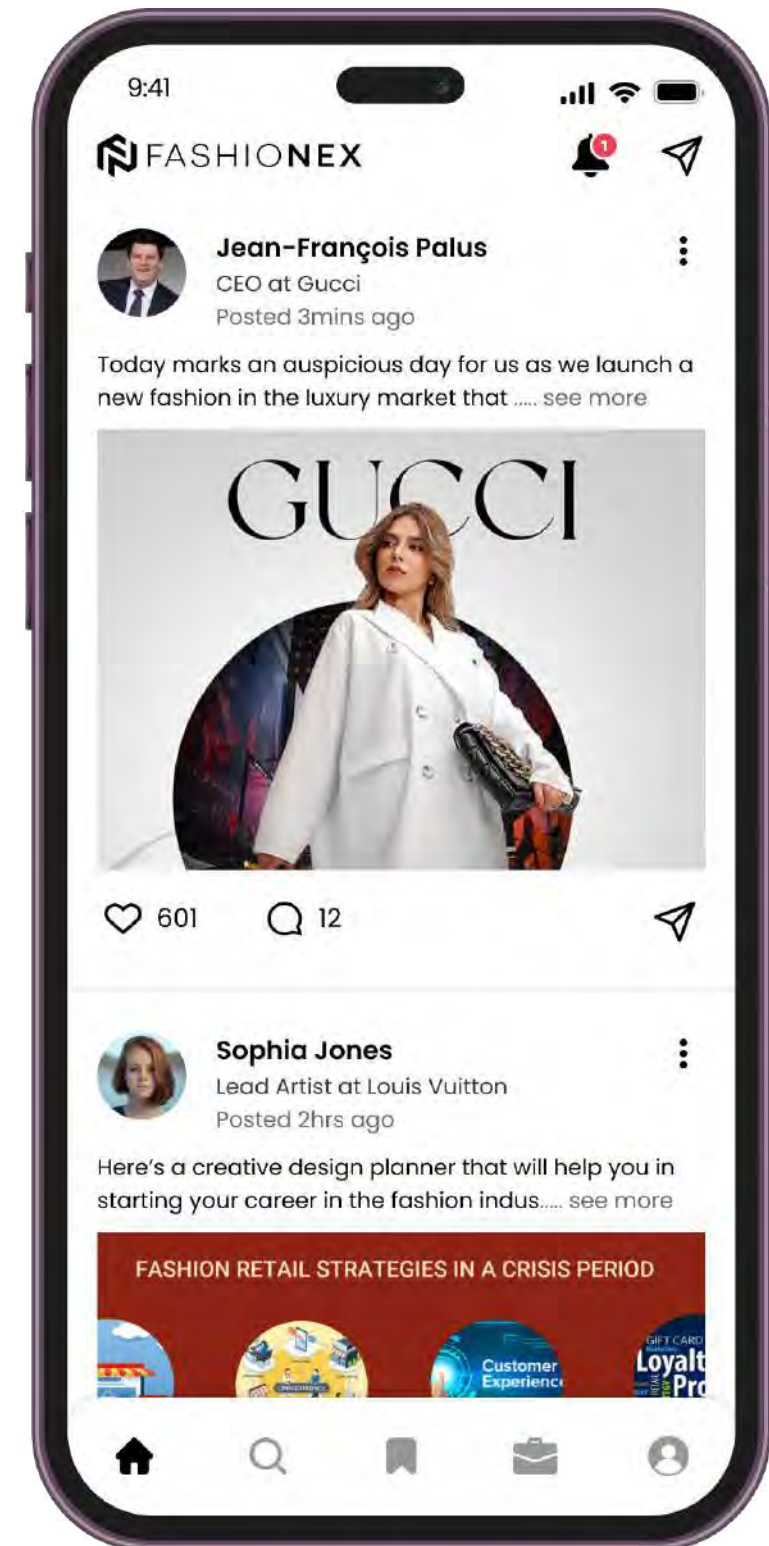 9:41
FASHIONEX
1
Jean-François Palus
CEO at Gucci
Posted 3mins ago
Today marks an auspicious day for us as we launch a
new fashion in the luxury market that ..... see more
GUCCI
601
12
Sophia Jones
Lead Artist at Louis Vuitton
Posted 2hrs ago
Here's a creative design planner that will help you in
starting your career in the fashion indus..... see more
FASHION RETAIL STRATEGIES IN A CRISIS PERIOD
Customer
Experienc
GIFT CARD
Loyalt
RETAIL
Pro